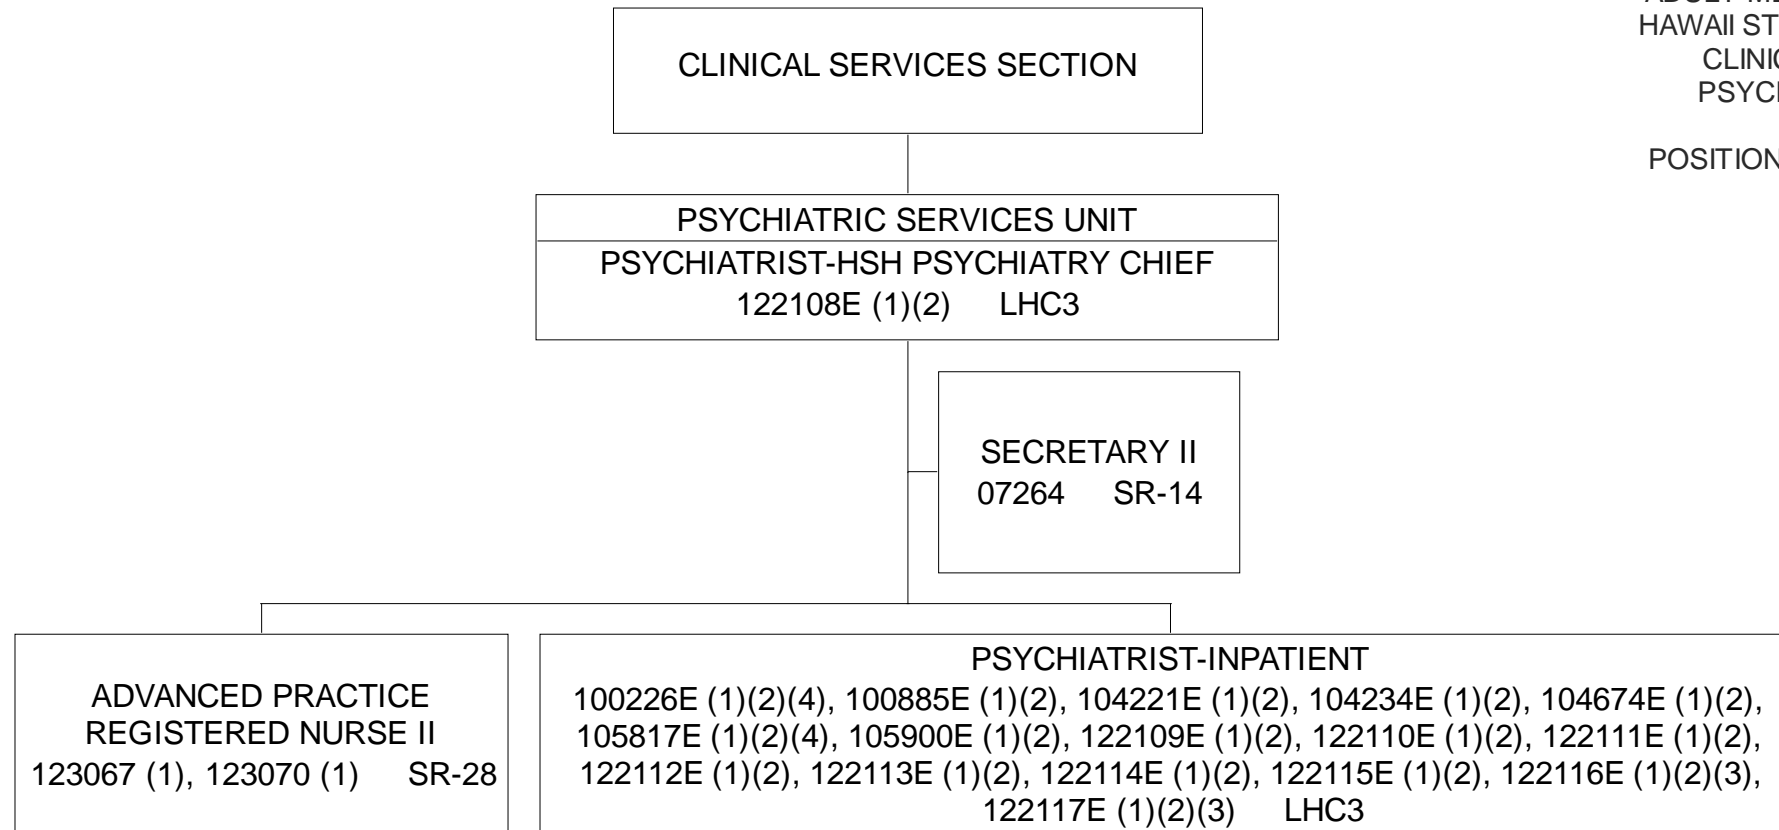 HAWAII
CLINICAL SERVICES SECTION
PSYCHIATRIC SERVICES UNIT
PSYCHIATRIST-HSH PSYCHIATRY CHIEF
122108E (1)(2) LHC3
POSITION
SECRETARY II
07264 SR-14
ADVANCED PRACTICE
REGISTERED NURSE II
123067 (1), 123070 (1) SR-28
PSYCHIATRIST-INPATIENT
100226E (1)(2)(4), 100885E (1)(2), 104221E (1)(2), 104234E (1)(2), 104674E (1)(2),
105817E (1)(2)(4), 105900E (1)(2), 122109E (1)(2), 122110E (1)(2), 122111E (1)(2),
122112E (1)(2), 122113E (1)(2), 122114E (1)(2), 122115E (1)(2), 122116E (1)(2)(3),
122117E (1)(2)(3) LHC3